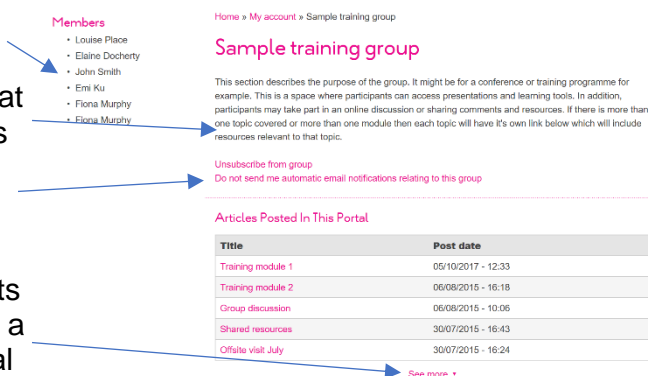 Members
• Louise Place
• Elaine Docherty
• John Smith
• Emi Ku
• Fiona Murphy
• Fiona Murphy
at
s
ts
a
al
Home » My account » Sample training group
Sample training group
This section describes the purpose of the group. It might be for a conference or training programme for
example. This is a space where participants can access presentations and learning tools. In addition,
participants may take part in an online discussion or sharing comments and resources. If there is more than
one topic covered or more than one module then each topic will have it's own link below which will include
resources relevant to that topic.
Unsubscribe from group
Do not send me automatic email notifications relating to this group
Articles Posted In This Portal
Title Post date
Training module 1 05/10/2017 - 12:33
Training module 2 06/08/2015 - 16:18
Group discussion 06/08/2015 - 10:06
Shared resources 30/07/2015 - 16:43
Offsite visit July 30/07/2015 - 16:24
See more